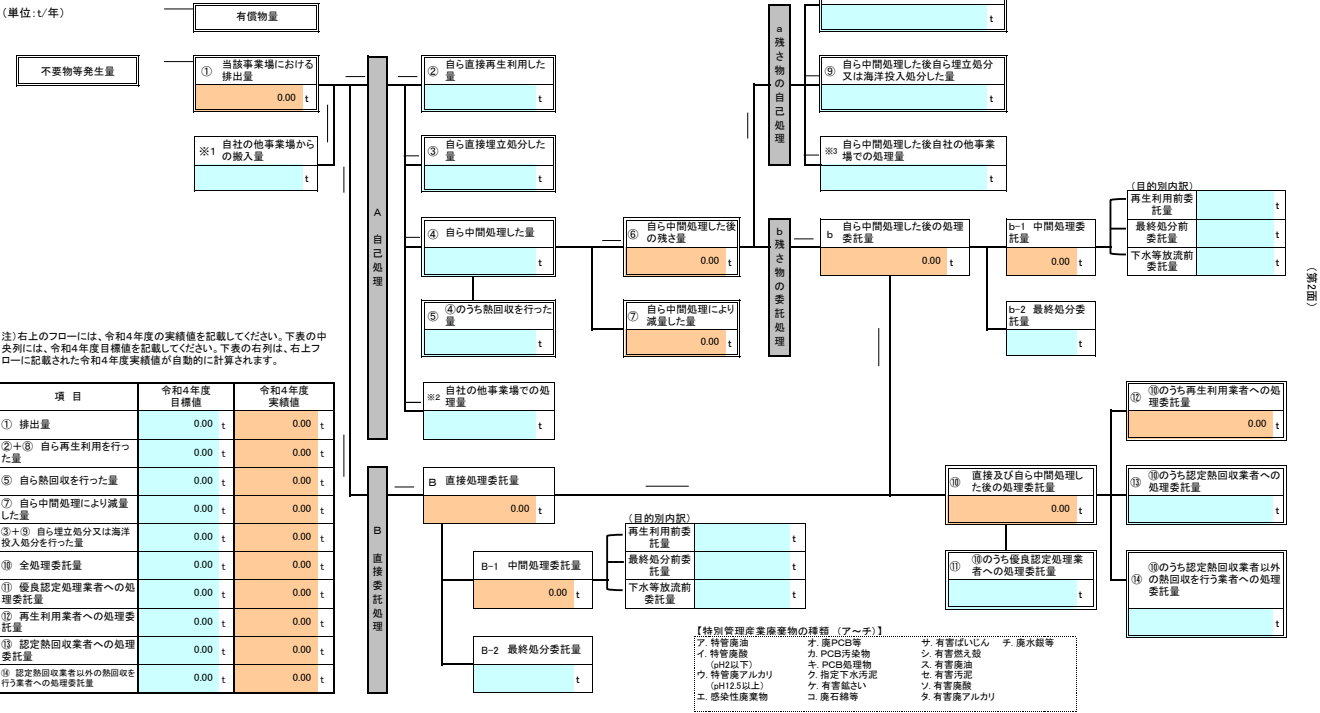 (単位:t/年)
有償物量
t
不要物等発生量
① 当該事業場における
排出量
0.00 t
※1 自社の他事業場から
の搬入量
t
A 自己処理
② 自ら直接再生利用した
量
t
③ 自ら直接埋立処分した
量
t
④ 自ら中間処理した量
t
⑤ ④のうち熱回収を行った
量
t
※2 自社の他事業場での処
理量
t
⑥ 自ら中間処理した後
の残さ量
0.00 t
⑦ 自ら中間処理により
減量した量
0.00 t
a 残さ物の自己処理
⑨ 自ら中間処理した後自ら埋立処分
又は海洋投入処分した量
t
※3 自ら中間処理した後自社の他事業
場での処理量
t
b 残さ物の委託処理
b 自ら中間処理した後の処理
委託量
0.00 t
b-1 中間処理委
託量
0.00 t
(目的別内訳)
再生利用前委
託量
t
最終処分前
委託量
t
下水等放流前
委託量
t
b-2 最終処分委
託量
t
(第2面)
注)右上のフローには、令和4年度の実績値を記載してください。下表の中
央列には、令和4年度目標値を記載してください。下表の右列は、右上フ
ローに記載された令和4年度実績値が自動的に計算されます。
項 目 令和4年度 令和4年度
目標値 実績値
① 排出量 0.00 t 0.00 t
②+⑧ 自ら再生利用を行っ
た量 0.00 t 0.00 t
⑤ 自ら熱回収を行った量 0.00 t 0.00 t
⑦ 自ら中間処理により減量
した量 0.00 t 0.00 t
③+⑨ 自ら埋立処分又は海洋
投入処分を行った量 0.00 t 0.00 t
⑩ 全処理委託量 0.00 t 0.00 t
⑪ 優良認定処理業者への処
理委託量 0.00 t 0.00 t
⑫ 再生利用業者への処理委
託量 0.00 t 0.00 t
⑬ 認定熱回収業者への処理
委託量 0.00 t 0.00 t
⑭ 認定熱回収業者以外の熱回収を
行う業者への処理委託量 0.00 t 0.00 t
B 直接委託処理
B 直接処理委託量
0.00 t
B-1 中間処理委託量
0.00 t
(目的別内訳)
再生利用前委
託量
t
最終処分前委
託量
t
下水等放流前
委託量
t
B-2 最終処分委託量
t
⑩ 直接及び自ら中間処理し
た後の処理委託量
0.00 t
⑪ ⑩のうち優良認定処理業
者への処理委託量
t
⑫ ⑩のうち再生利用業者への処
理委託量
0.00 t
⑬ ⑩のうち認定熱回収業者への
処理委託量
t
⑭ ⑩のうち認定熱回収業者以外
の熱回収を行う業者への処理
委託量
t
【特別管理産業廃棄物の種類 (ア~チ)】
ア. 特管廃油 オ. 廃PCB等 サ. 有害ばいじん チ. 廃水銀等
イ. 特管廃酸 カ. PCB汚染物 シ. 有害燃え殻
(pH2以下) キ. PCB処理物 ス. 有害廃油
ウ. 特管廃アルカリ ク. 指定下水汚泥 セ. 有害汚泥
(pH12.5以上) ケ. 有害鉱さい ソ. 有害廃酸
エ. 感染性廃棄物 コ. 廃石綿等 タ. 有害廃アルカリ